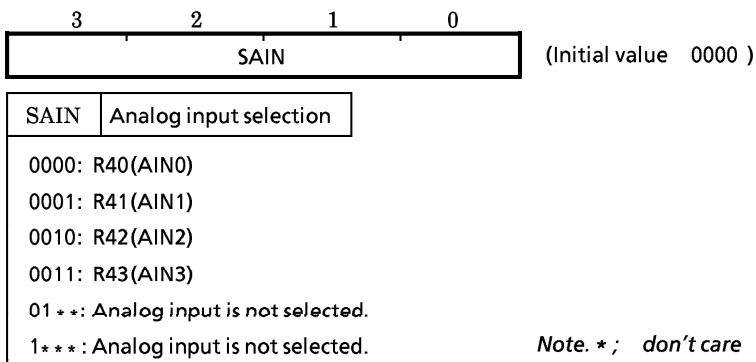 3 2 1 0
SAIN (Initial value 0000 )
SAIN Analog input selection
0000: R40(AIN0)
0001: R41(AIN1)
0010: R42(AIN2)
0011: R43(AIN3)
01**: Analog input is not selected.
1***: Analog input is not selected. Note. *; don't care